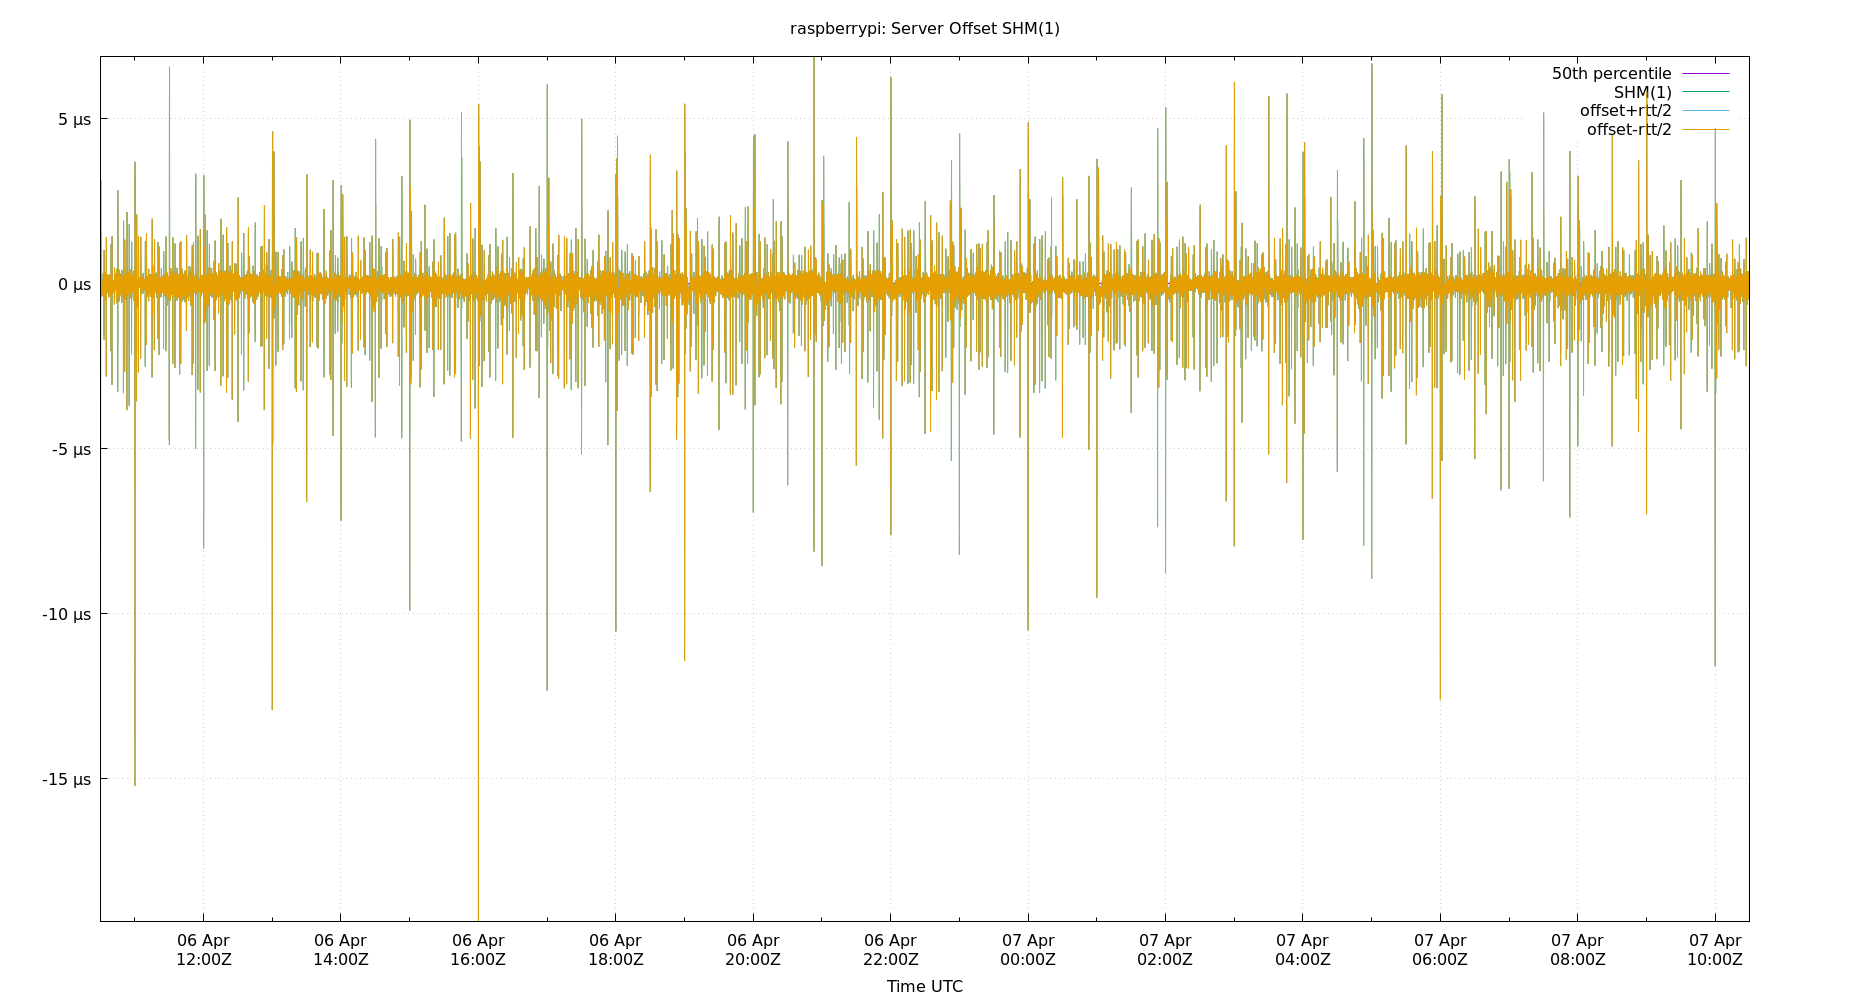 raspberrypi: Server Offset SHM(1)
50th percentile
SHM(1)
offset+rtt/2
offset-rtt/2
5 µs
0 µs
-5 µs
-10 µs
-15 µs
06 Apr 06 Apr 06 Apr 06 Apr 06 Apr 06 Apr 07 Apr 07 Apr 07 Apr 07 Apr 07 Apr 07 Apr
12:00Z 14:00Z 16:00Z 18:00Z 20:00Z 22:00Z 00:00Z 02:00Z 04:00Z 06:00Z 08:00Z 10:00Z
Time UTC